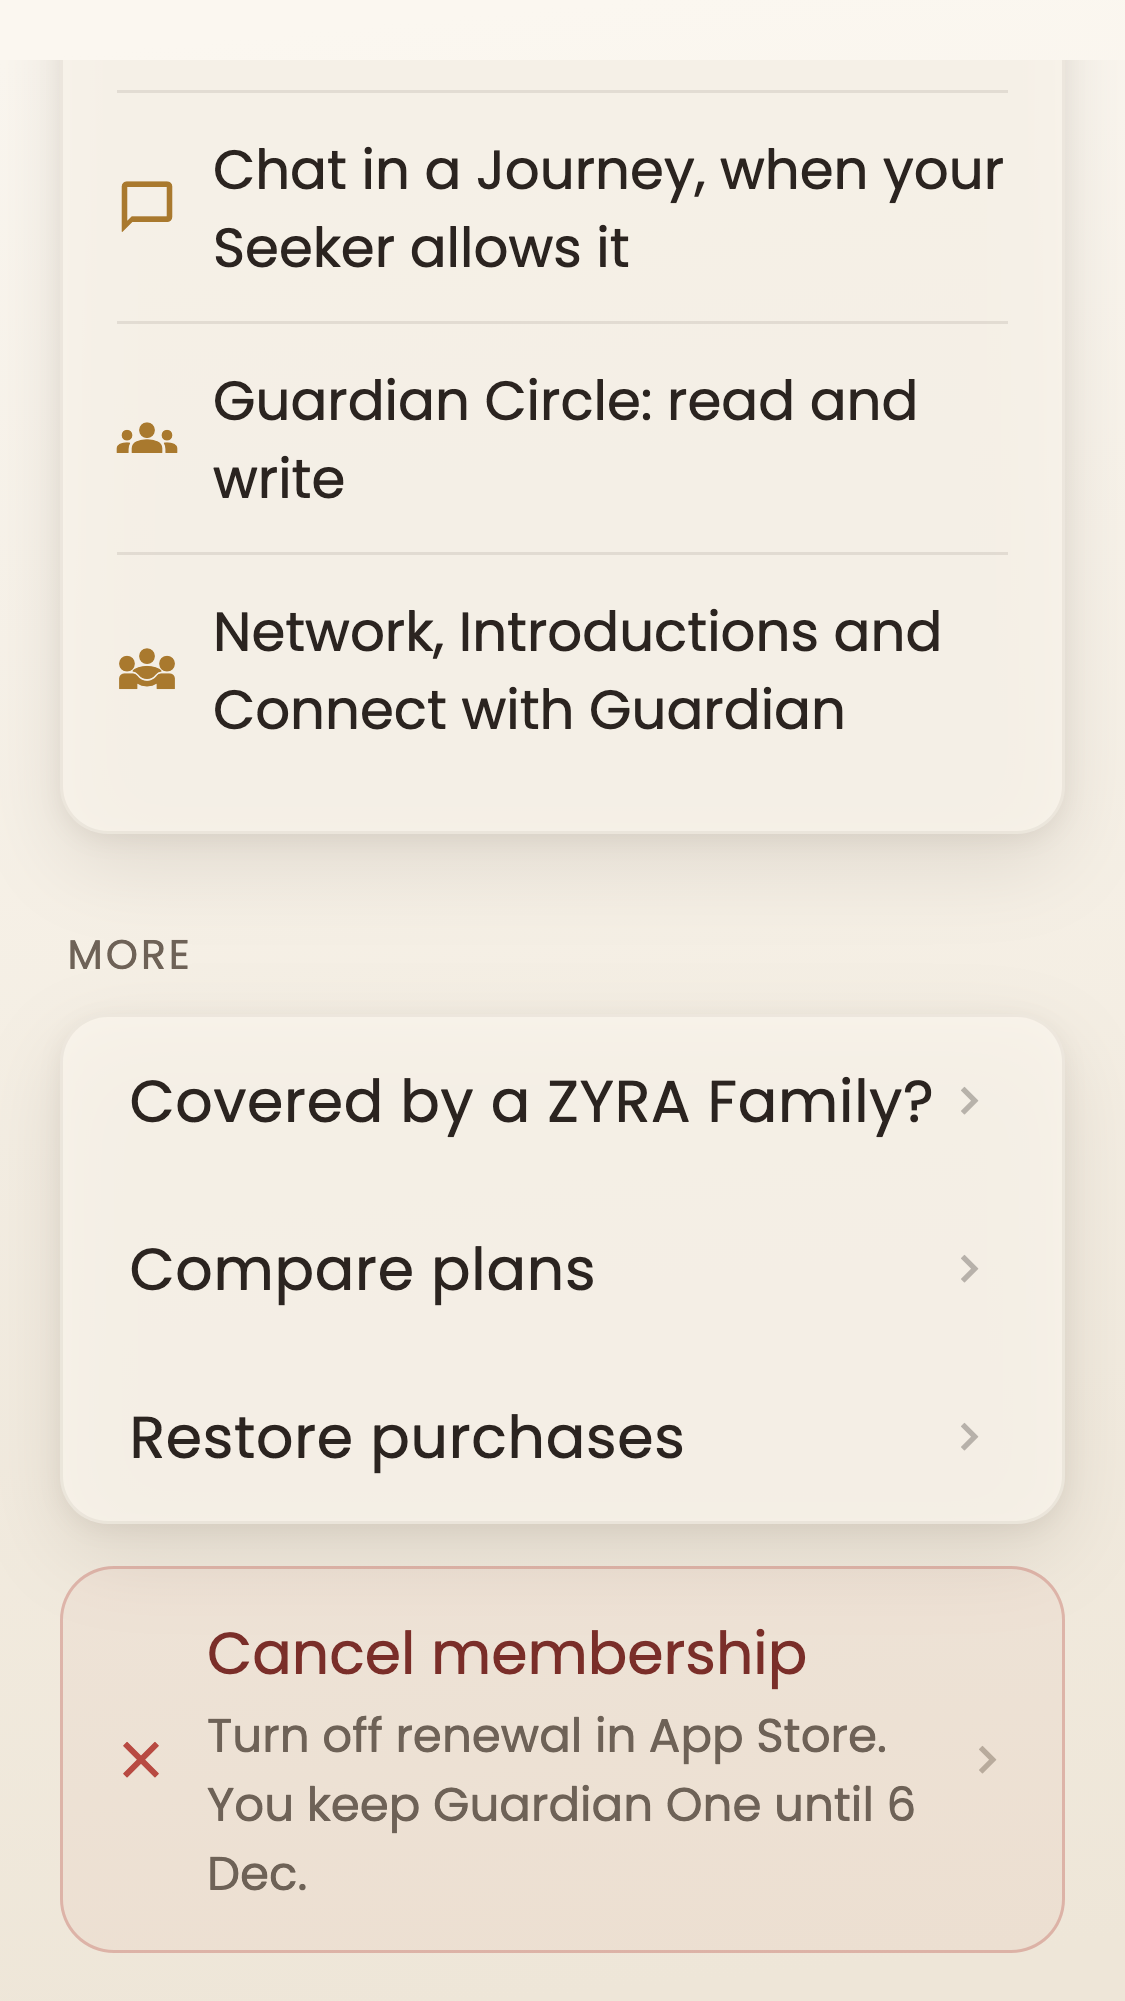 Chat in a Journey, when your
Seeker allows it
Guardian Circle: read and
write
Network, Introductions and
Connect with Guardian
MORE
Covered by a ZYRA Family?
Compare plans
Restore purchases
Cancel membership
Turn off renewal in App Store.
You keep Guardian One until 6
Dec.